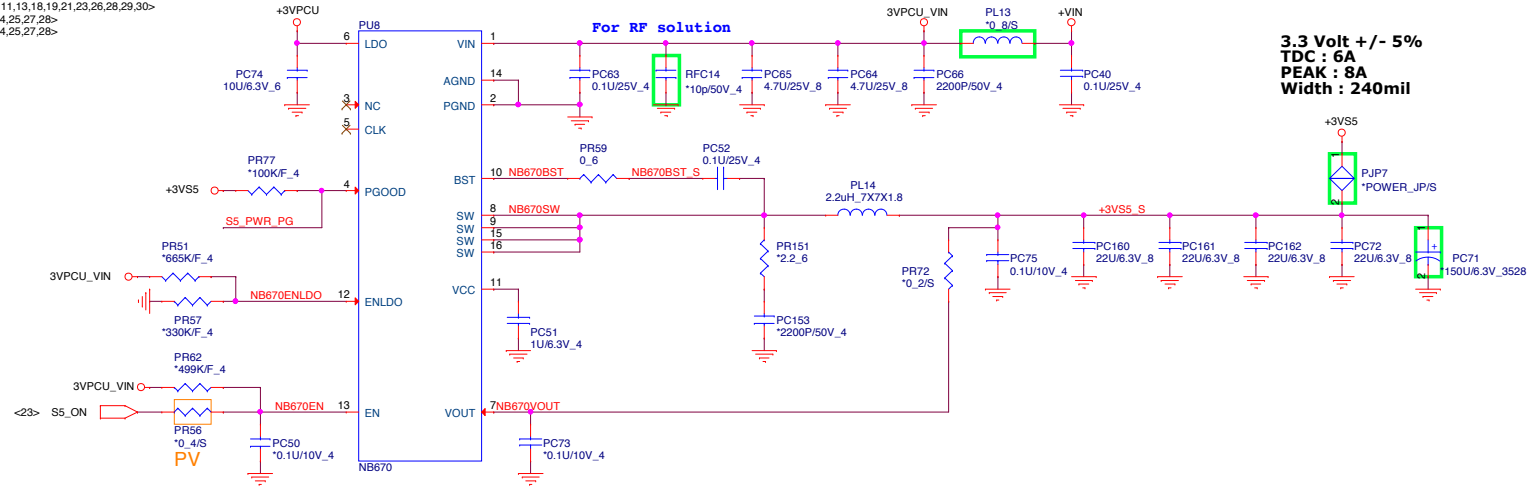 11,13,18,19,21,23,26,28,29,30>
4,25,27,28>
4,25,27,28>
+3VPCU
PU8
For RF solution
3VPCU_VIN
PL13
*0_8/S
+VIN
3.3 Volt +/- 5%
TDC : 6A
PEAK : 8A
Width : 240mil
6
LDO
VIN
1
PC74
10U/6.3V_6
AGND
14
PGND
2
PC63
0.1U/25V_4
RFC14
*10p/50V_4
PC65
4.7U/25V_8
PC64
4.7U/25V_8
PC66
2200P/50V_4
PC40
0.1U/25V_4
3
NC
5
CLK
+3VS5
1
PJP7
*POWER_JP/S
2
PR77
*100K/F_4
+3VS5
4
PGOOD
S5_PWR_PG
BST
10
NB670BST
PR59
0_6
NB670BST_S
PC52
0.1U/25V_4
SW
8
NB670SW
SW
9
SW
15
SW
16
PL14
2.2uH_7X7X1.8
+3VS5_S
PR151
*2.2_6
PR72
*0_2/S
PC75
0.1U/10V_4
PC160
22U/6.3V_8
PC161
22U/6.3V_8
PC162
22U/6.3V_8
PC72
22U/6.3V_8
1
+
2
PC71
*150U/6.3V_3528
PR51
*665K/F_4
3VPCU_VIN
NB670ENLDO
12
ENLDO
PR57
*330K/F_4
VCC
11
PC51
1U/6.3V_4
PC153
*2200P/50V_4
PR62
*499K/F_4
3VPCU_VIN
<23>
S5_ON
NB670EN
13
EN
PR56
*0_4/S
PV
PC50
*0.1U/10V_4
VOUT
7
NB670VOUT
PC73
*0.1U/10V_4
NB670